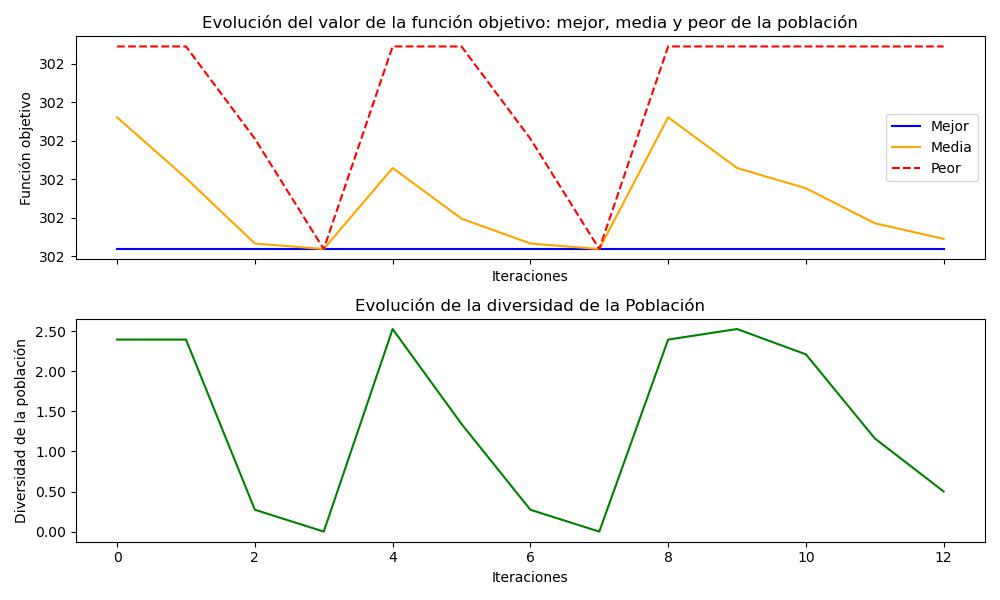 Evolución del valor de la función objetivo: mejor, media y peor de la población
Función objetivo
302
302
302
302
302
302
Mejor
Media
Peor
Iteraciones
Evolución de la diversidad de la Población
Diversidad de la población
2.50
2.00
1.50
1.00
0.50
0.00
0 2 4 6 8 10 12
Iteraciones